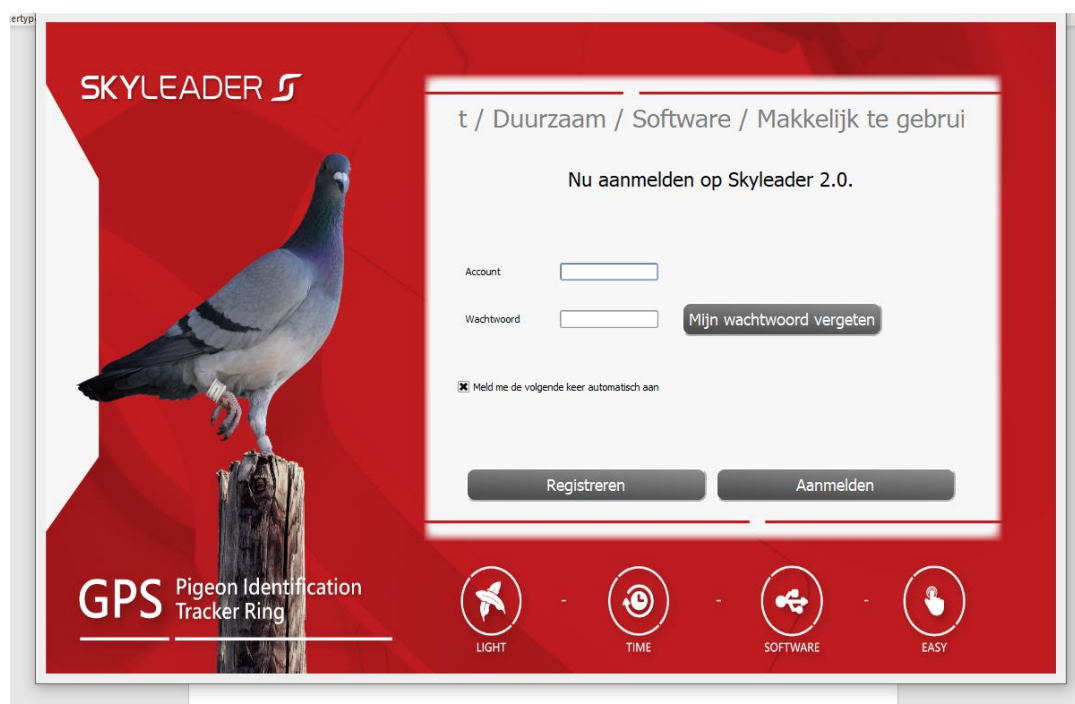 SKYLEADER
t / Duurzaam / Software / Makkelijk te gebrui
Nu aanmelden op Skyleader 2.0.
Account
Wachtwoord
Mijn wachtwoord vergeten
Meld me de volgende keer automatisch aan
Registreren
Aanmelden
GPS Pigeon Identification
Tracker Ring
LIGHT - TIME - SOFTWARE - EASY